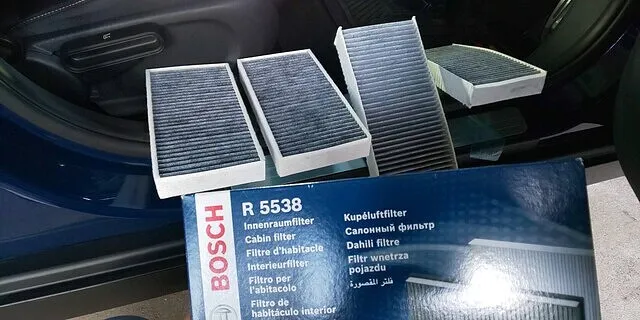 BOSCH
R 5538
Innenraumfilter
Cabin filter
Filtre d'habitacle
Interieurfilter
Filtro per
l'abitacolo
Filtro de
habitáculo interior
Kupéluftfilter
Салонный фильтр
Dahili filtre
Filtr wnetrza
pojazdu
فلتر المقصورة